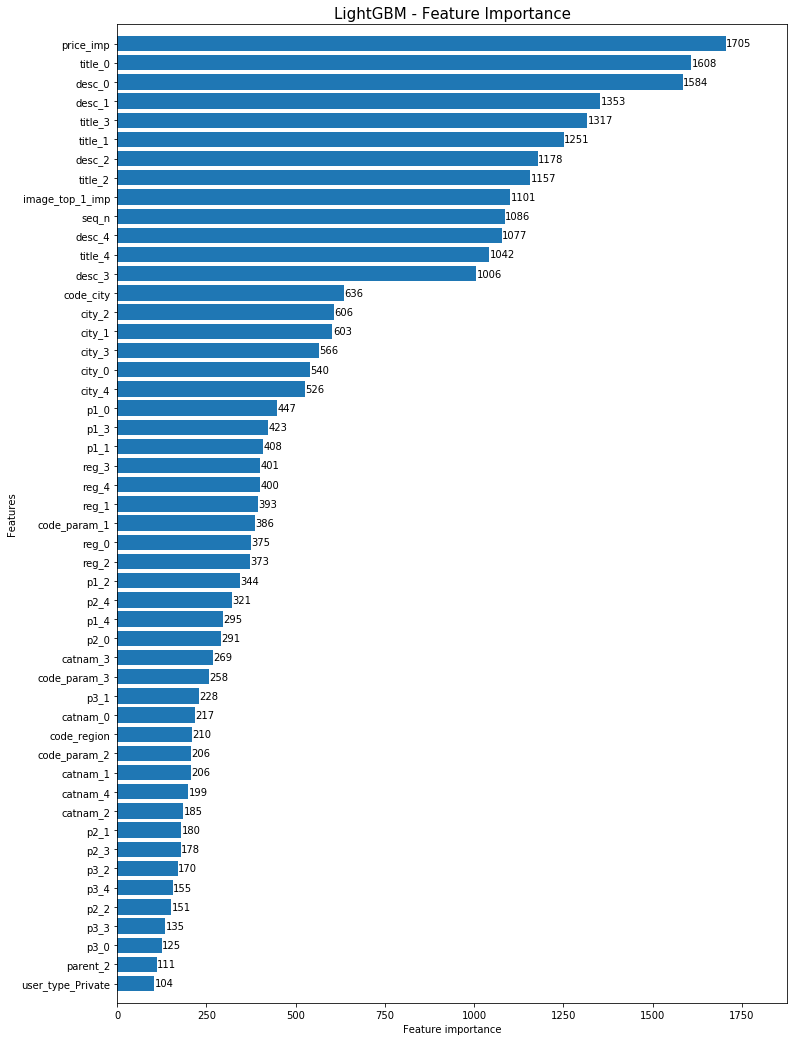 LightGBM - Feature Importance
price_imp 1705
title_0 1608
desc_0 1584
desc_1 1353
title_3 1317
title_1 1251
desc_2 1178
title_2 1157
image_top_1_imp 1101
seq_n 1086
desc_4 1077
title_4 1042
desc_3 1006
code_city 636
city_2 606
city_1 603
city_3 566
city_0 540
city_4 526
p1_0 447
p1_3 423
p1_1 408
reg_3 401
reg_4 400
reg_1 393
code_param_1 386
reg_0 375
reg_2 373
p1_2 344
p2_4 321
p1_4 295
p2_0 291
catnam_3 269
code_param_3 258
p3_1 228
catnam_0 217
code_region 210
code_param_2 206
catnam_1 206
catnam_4 199
catnam_2 185
p2_1 180
p2_3 178
p3_2 170
p3_4 155
p2_2 151
p3_3 135
p3_0 125
parent_2 111
user_type_Private 104
Features
0 250 500 750 1000 1250 1500 1750
Feature importance